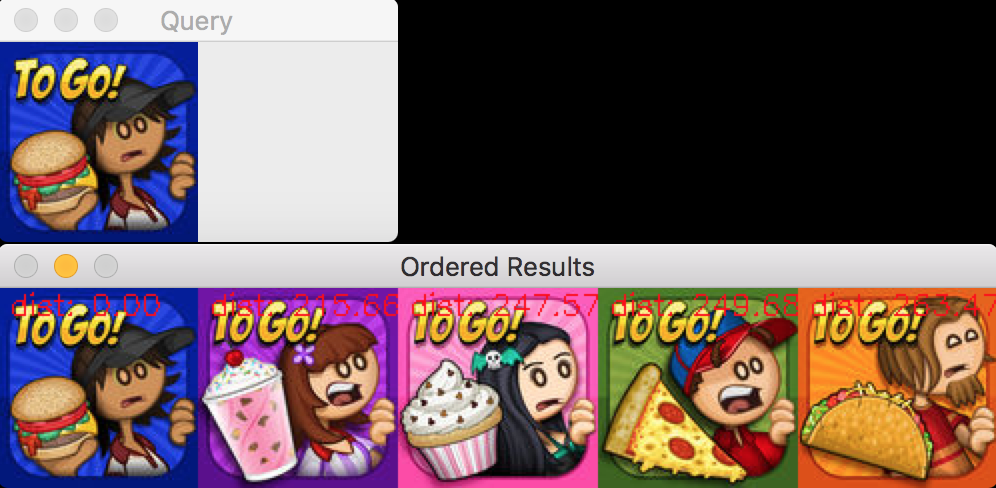 Query
TO GO!
Ordered Results
dist: 0.00 dist: 215.66 dist: 247.57 dist: 249.68 dist: 263.47
TO GO! TO GO! TO GO! TO GO! TO GO!